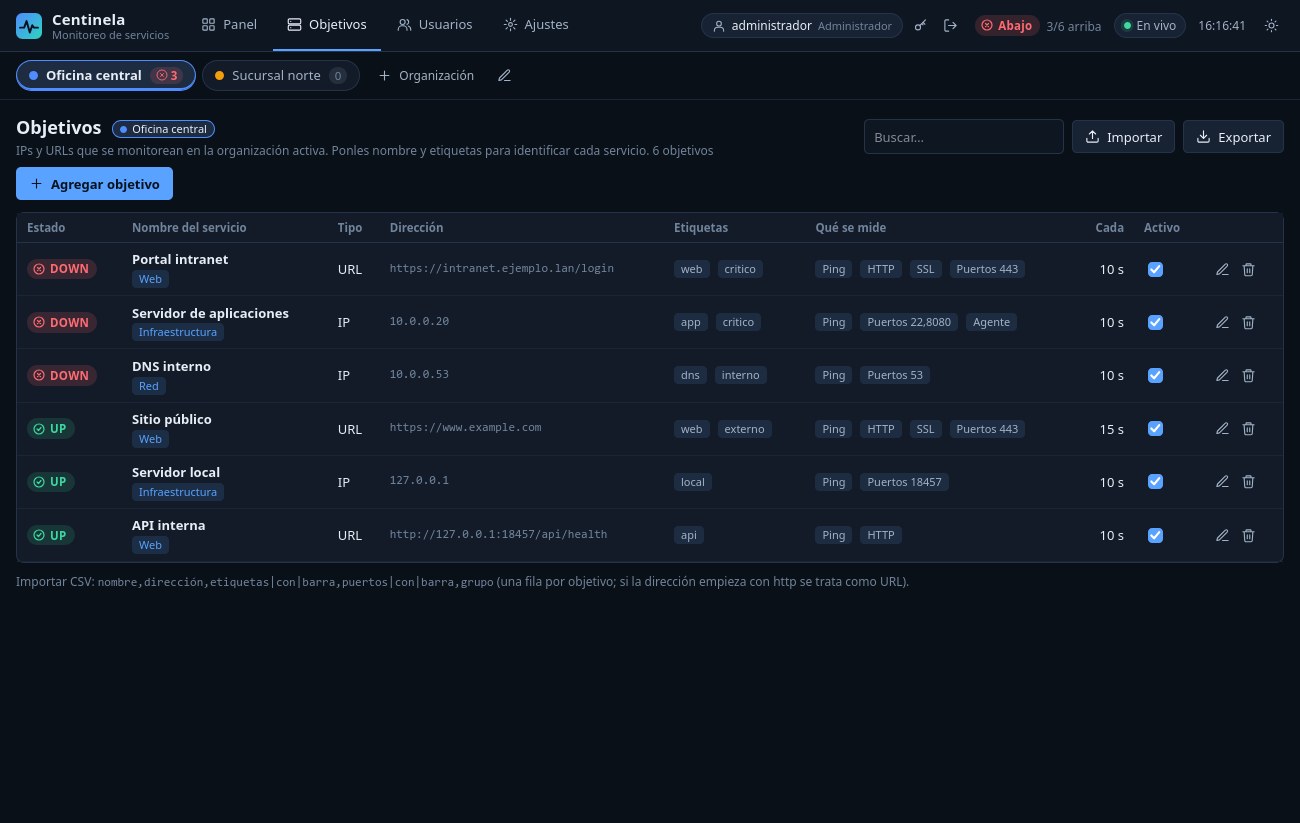 Centinela
Monitoreo de servicios
Panel
Objetivos
Usuarios
Ajustes
administrador Administrador
Abajo 3/6 arriba
En vivo
16:16:41
Oficina central 3
Sucursal norte 0
Organización
Objetivos Oficina central
IPs y URLs que se monitorean en la organización activa. Ponles nombre y etiquetas para identificar cada servicio. 6 objetivos
Buscar...
Importar
Exportar
Agregar objetivo
Estado Nombre del servicio Tipo Dirección Etiquetas Qué se mide Cada Activo
DOWN Portal intranet Web URL https://intranet.ejemplo.lan/login web critico Ping HTTP SSL Puertos 443 10 s
DOWN Servidor de aplicaciones Infraestructura IP 10.0.0.20 app critico Ping Puertos 22,8080 Agente 10 s
DOWN DNS interno Red IP 10.0.0.53 dns interno Ping Puertos 53 10 s
UP Sitio público Web URL https://www.example.com web externo Ping HTTP SSL Puertos 443 15 s
UP Servidor local Infraestructura IP 127.0.0.1 local Ping Puertos 18457 10 s
UP API interna Web URL http://127.0.0.1:18457/api/health api Ping HTTP 10 s
Importar CSV: nombre,dirección,etiquetas|con|barra,puertos|con|barra,grupo (una fila por objetivo; si la dirección empieza con http se trata como URL).